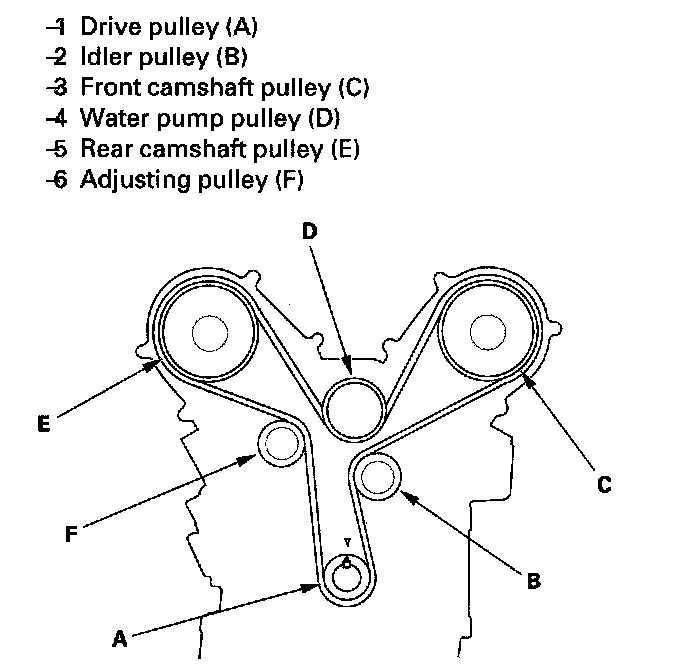 -1 Drive pulley (A)
-2 Idler pulley (B)
-3 Front camshaft pulley (C)
-4 Water pump pulley (D)
-5 Rear camshaft pulley (E)
-6 Adjusting pulley (F)
D
E
C
F
B
A